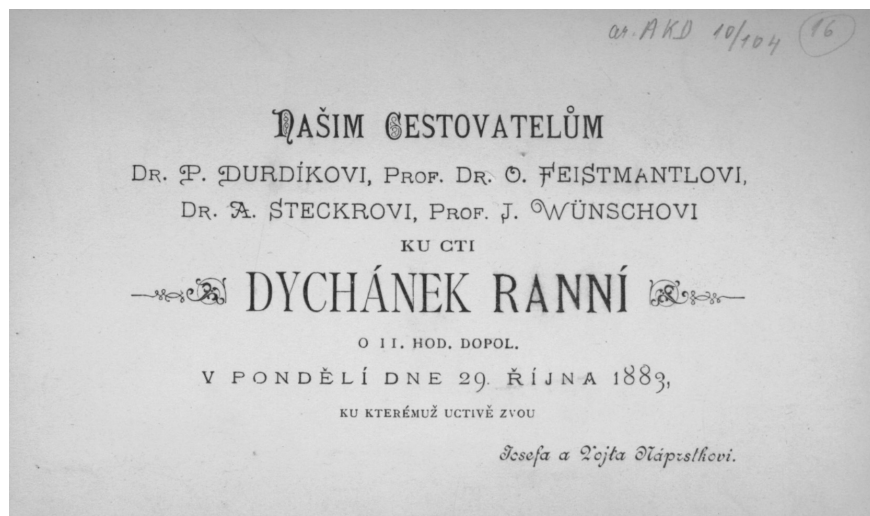 ar. AKD 10/104 16
NAŠIM CESTOVATELŮM
DR. P. DURDÍKOVI, PROF. DR. O. FEISTMANTLOVI,
DR. A. STECKROVI, PROF. J. WÜNSCHOVI
KU CTI
DYCHÁNEK RANNÍ
O 11. HOD. DOPOL.
V PONDĚLÍ DNE 29. ŘÍJNA 1883,
KU KTERÉMUŽ UCTIVĚ ZVOU
Josefa a Vojta Náprstkovi.